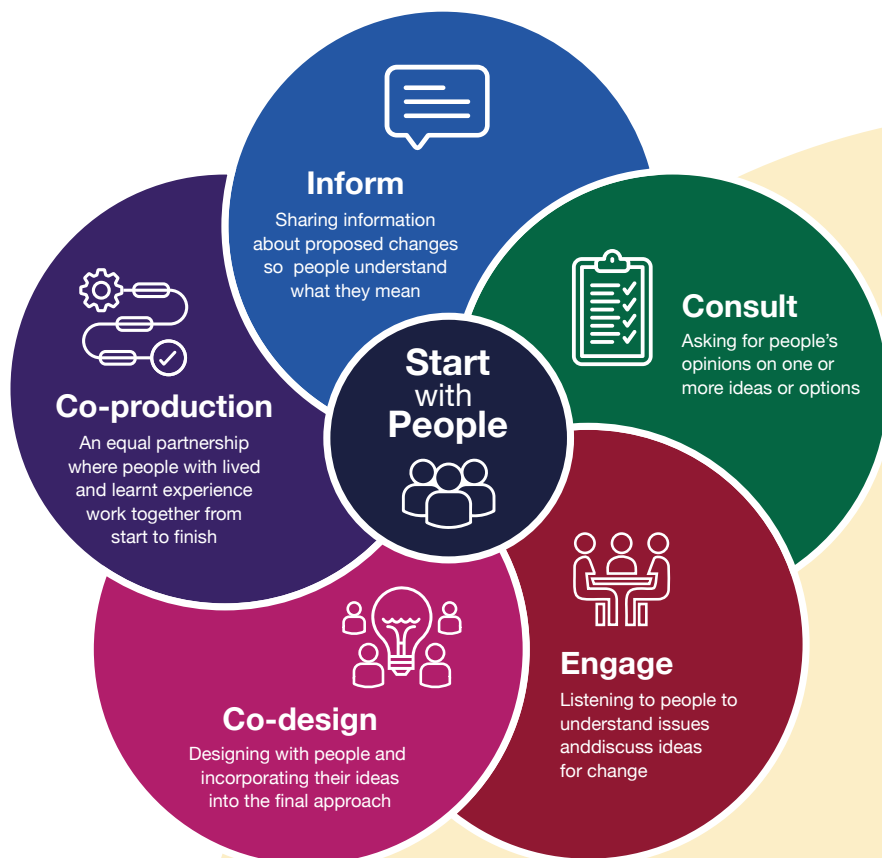 Inform
Sharing information
about proposed changes
so people understand
what they mean
Consult
Asking for people's
opinions on one or
more ideas or options
Start
with
People
Co-production
An equal partnership
where people with lived
and learnt experience
work together from
start to finish
Engage
Listening to people to
understand issues
anddiscuss ideas
for change
Co-design
Designing with people and
incorporating their ideas
into the final approach